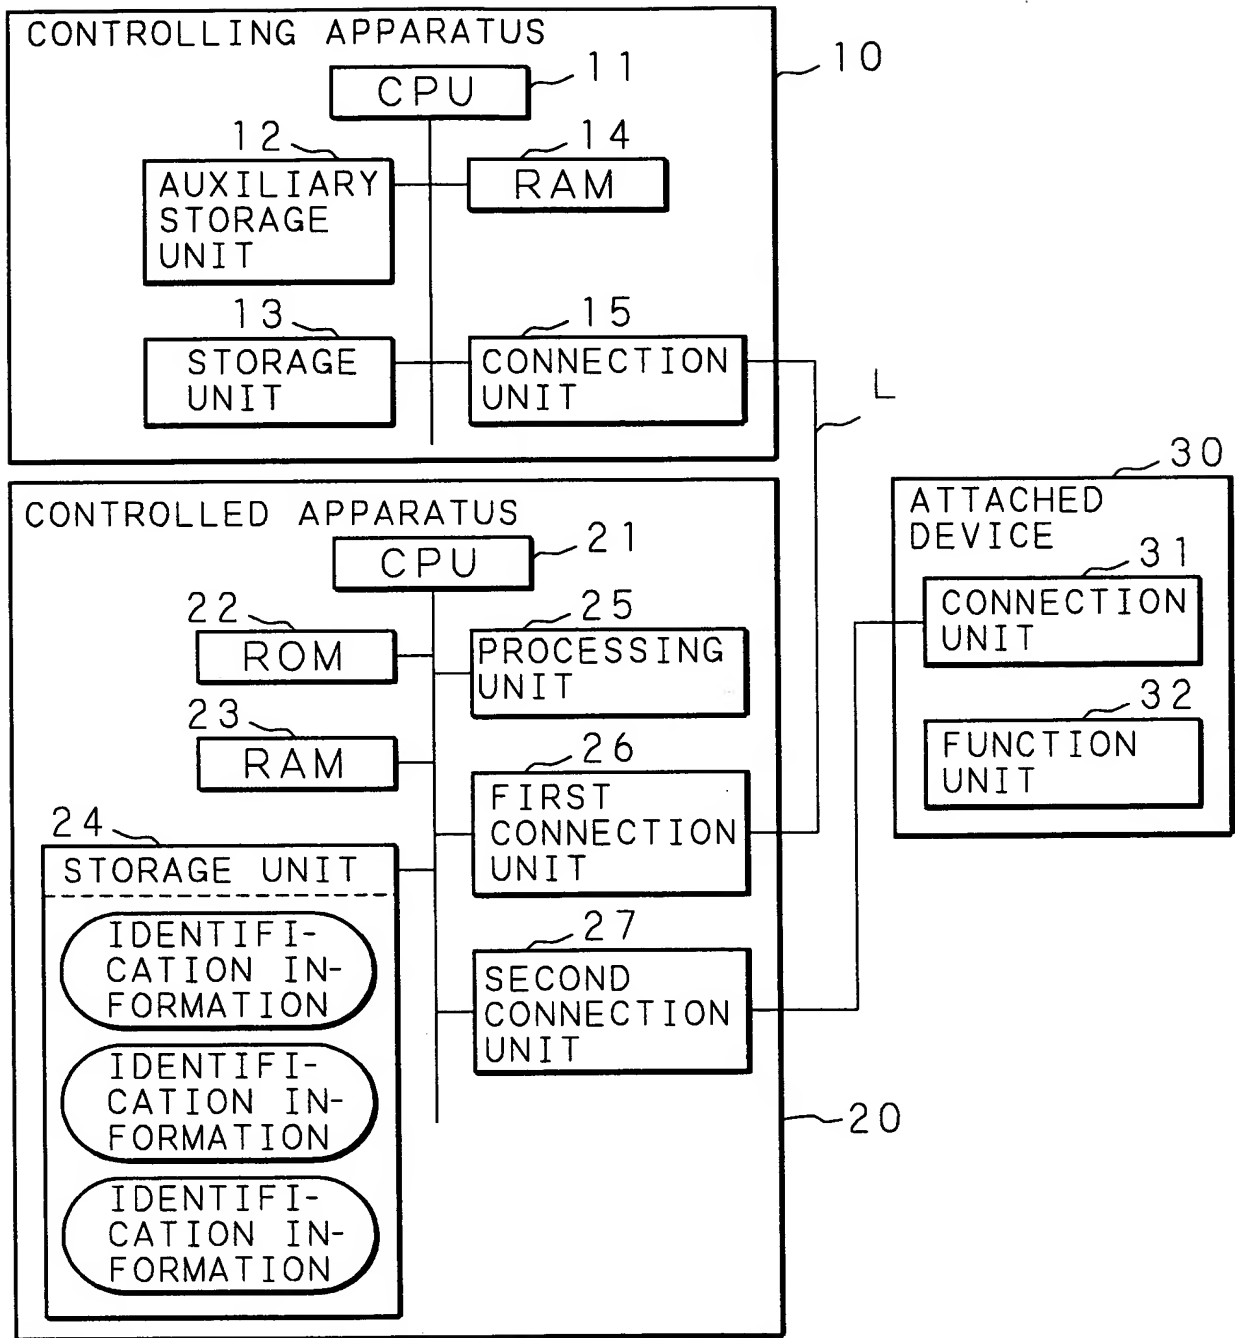 CONTROLLING APPARATUS
10
11
CPU
12
14
AUXILIARY
STORAGE
UNIT
RAM
13
15
STORAGE
UNIT
CONNECTION
UNIT
L
CONTROLLED APPARATUS
20
21
CPU
22
25
ROM
PROCESSING
UNIT
23
26
RAM
FIRST
CONNECTION
UNIT
24
STORAGE UNIT
27
IDENTIFI-
CATION IN-
FORMATION
SECOND
CONNECTION
UNIT
IDENTIFI-
CATION IN-
FORMATION
IDENTIFI-
CATION IN-
FORMATION
30
ATTACHED
DEVICE
31
CONNECTION
UNIT
32
FUNCTION
UNIT